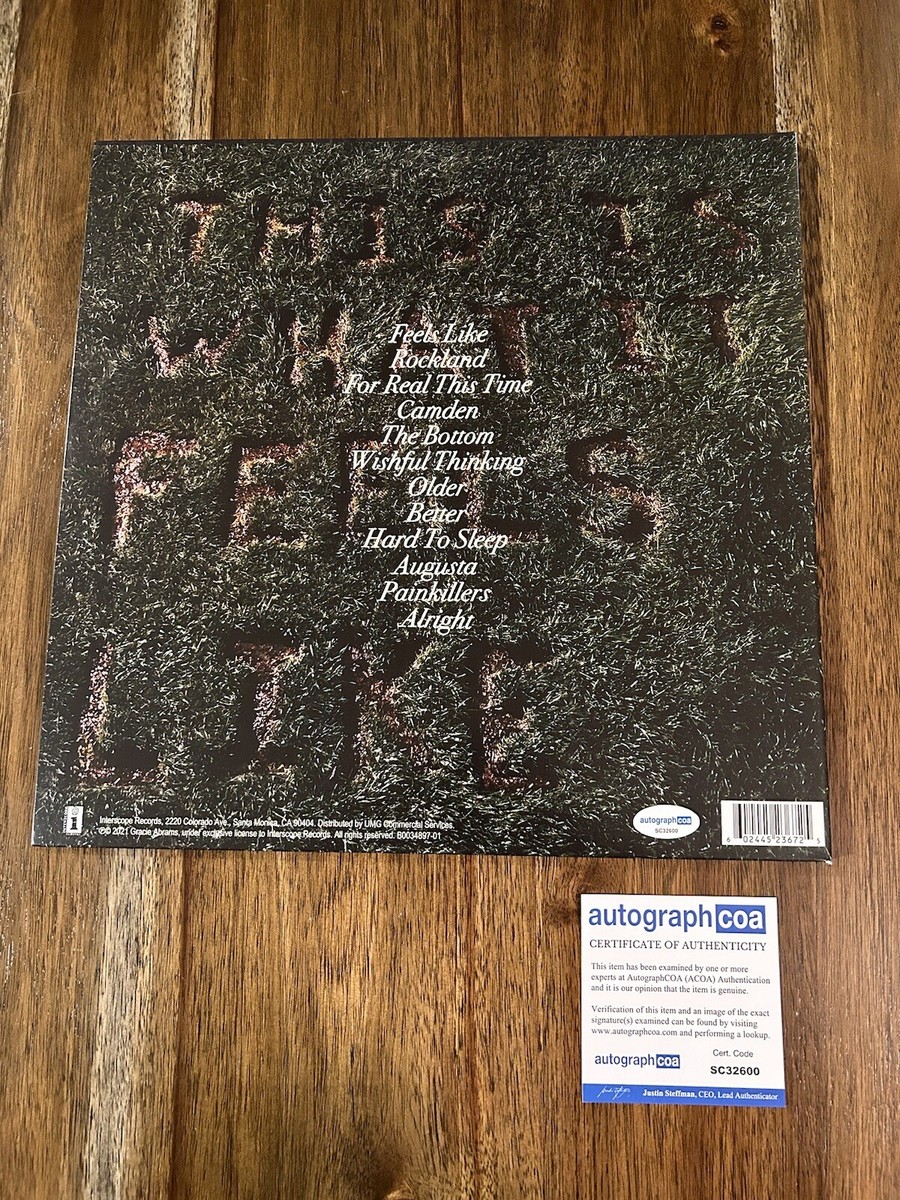 THIS IS
WHAT IT
FEELS
LIKE
Feels Like
Rockland
For Real This Time
Camden
The Bottom
Wishful Thinking
Older
Better
Hard To Sleep
Augusta
Painkillers
Alright
Interscope Records, 2220 Colorado Ave., Santa Monica, CA 90404. Distributed by UMG Commercial Services.
℗© 2021 Gracie Abrams, under exclusive license to Interscope Records. All rights reserved. B0034897-01
autographcoa
SC32600
6 02445 23672 5
autograph coa
CERTIFICATE OF AUTHENTICITY
This item has been examined by one or more
experts at AutographCOA (ACOA) Authentication
and it is our opinion that the item is genuine.
Verification of this item and an image of the exact
signature(s) examined can be found by visiting
www.autographcoa.com and performing a lookup.
autographcoa
Cert. Code
SC32600
Justin Steffman, CEO, Lead Authenticator